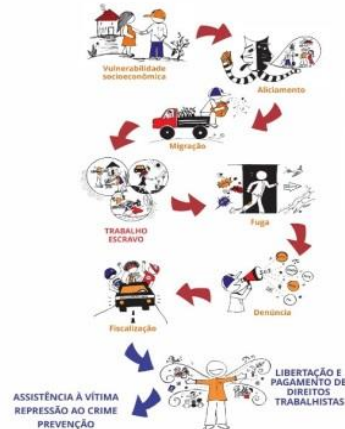 Vulnerabilidade
socioeconômica
Aliciamento
Migração
TRABALHO
ESCRAVO
Fuga
Denúncia
Fiscalização
LIBERTAÇÃO E
PAGAMENTO DE
DIREITOS
TRABALHISTAS
ASSISTÊNCIA À VÍTIMA
REPRESSÃO AO CRIME
PREVENÇÃO